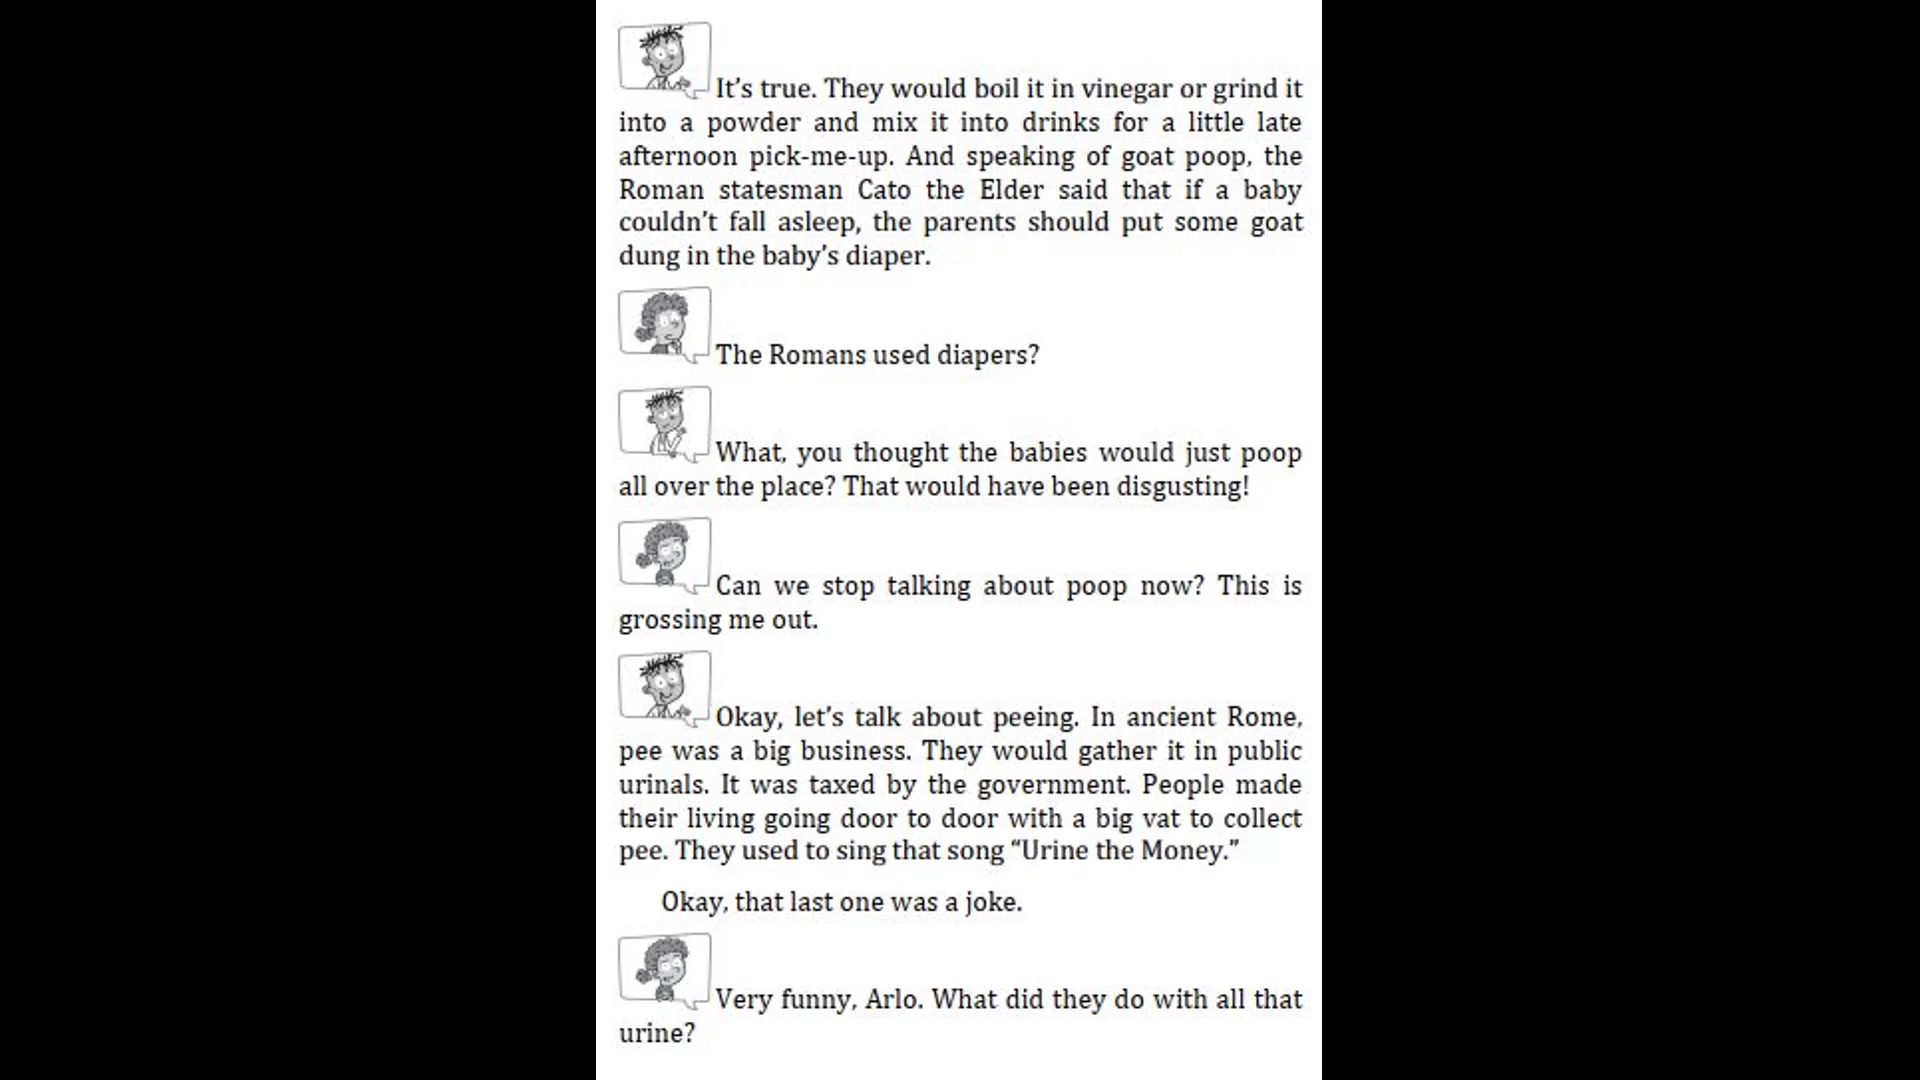 It’s true. They would boil it in vinegar or grind it
into a powder and mix it into drinks for a little late
afternoon pick-me-up. And speaking of goat poop, the
Roman statesman Cato the Elder said that if a baby
couldn’t fall asleep, the parents should put some goat
dung in the baby’s diaper.
The Romans used diapers?
What, you thought the babies would just poop
all over the place? That would have been disgusting!
Can we stop talking about poop now? This is
grossing me out.
Okay, let’s talk about peeing. In ancient Rome,
pee was a big business. They would gather it in public
urinals. It was taxed by the government. People made
their living going door to door with a big vat to collect
pee. They used to sing that song “Urine the Money.”
Okay, that last one was a joke.
Very funny, Arlo. What did they do with all that
urine?